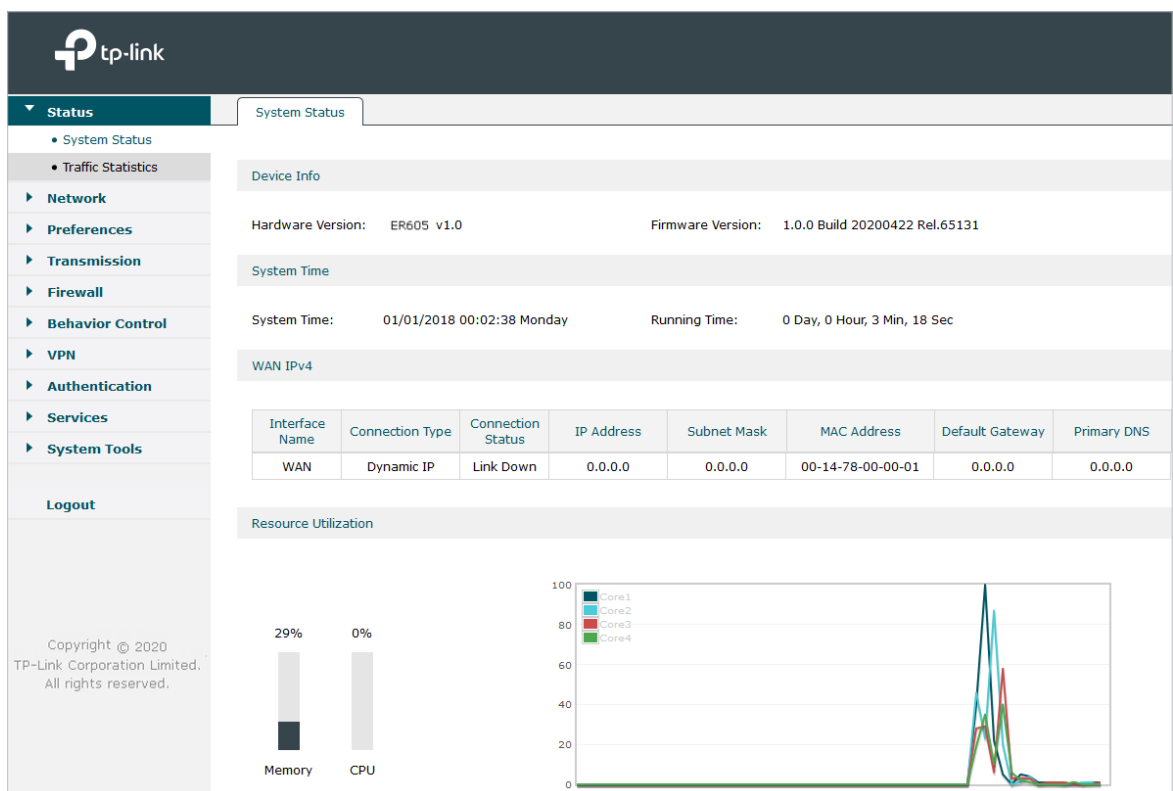 tp-link
Status
System Status
• System Status
• Traffic Statistics
Network
Preferences
Transmission
Firewall
Behavior Control
VPN
Authentication
Services
System Tools
Logout
Copyright © 2020
TP-Link Corporation Limited.
All rights reserved.
Device Info
Hardware Version: ER605 v1.0 Firmware Version: 1.0.0 Build 20200422 Rel.65131
System Time
System Time: 01/01/2018 00:02:38 Monday Running Time: 0 Day, 0 Hour, 3 Min, 18 Sec
WAN IPv4
Interface Name Connection Type Connection Status IP Address Subnet Mask MAC Address Default Gateway Primary DNS
WAN Dynamic IP Link Down 0.0.0.0 0.0.0.0 00-14-78-00-00-01 0.0.0.0 0.0.0.0
Resource Utilization
29% 0%
Memory CPU
100
80
60
40
20
0
Core1
Core2
Core3
Core4